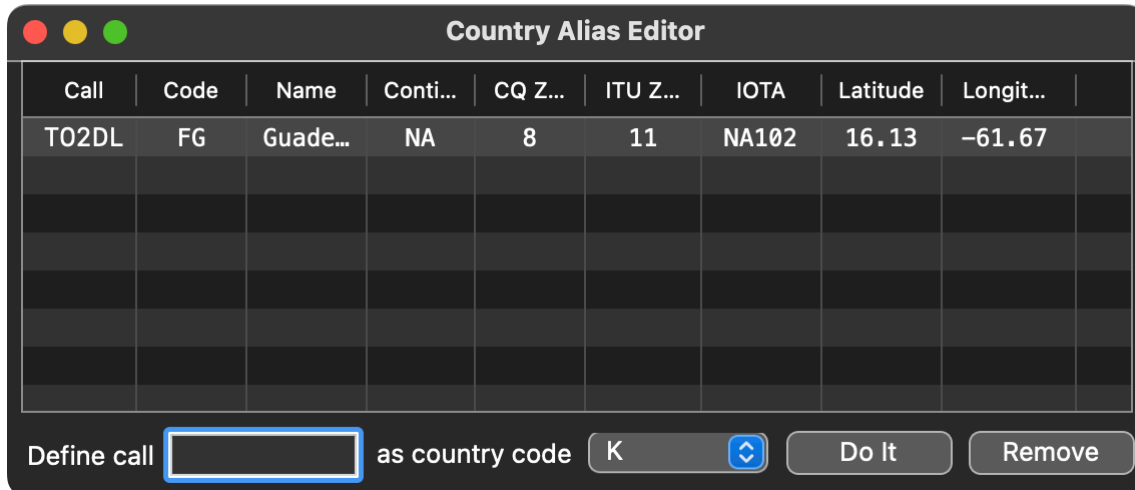 Country Alias Editor
Call Code Name Conti... CQ Z... ITU Z... IOTA Latitude Longit...
TO2DL FG Guade... NA 8 11 NA102 16.13 -61.67
Define call as country code K Do It Remove